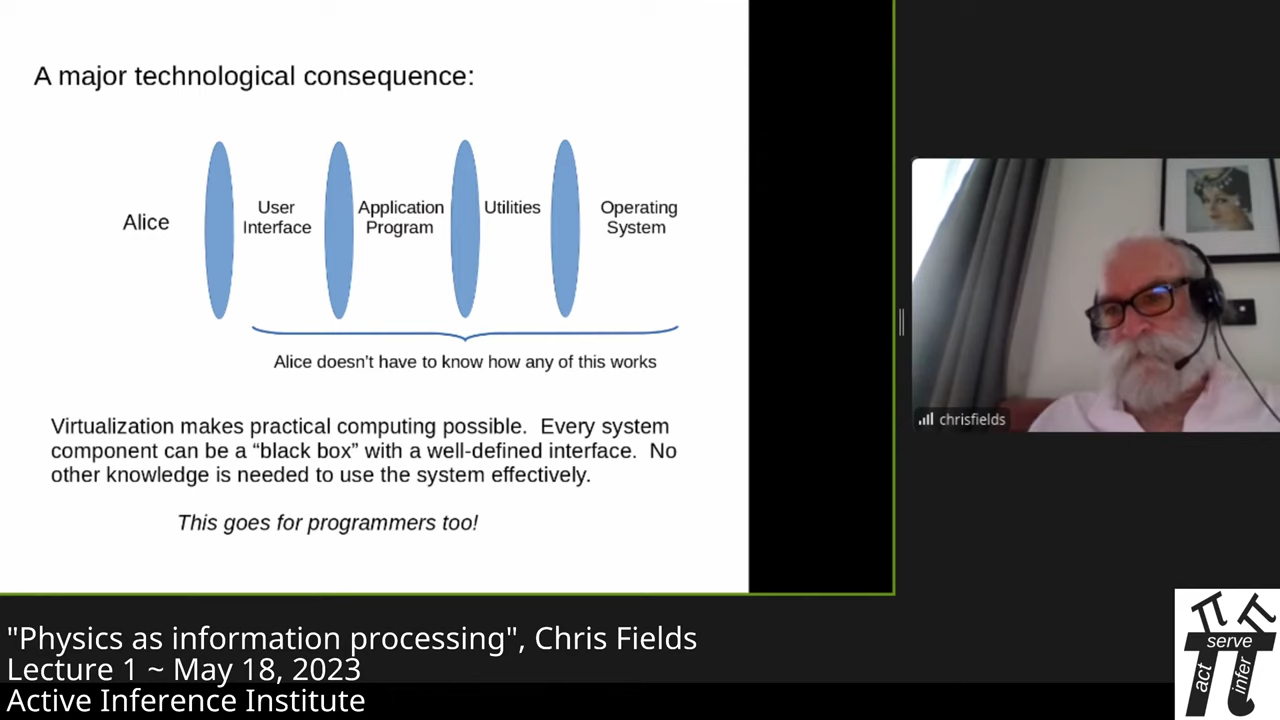 A major technological consequence:
Alice
User
Interface
Application
Program
Utilities
Operating
System
Alice doesn't have to know how any of this works
Virtualization makes practical computing possible.  Every system
component can be a “black box” with a well-defined interface.  No
other knowledge is needed to use the system effectively.
This goes for programmers too!
chrisfields
"Physics as information processing", Chris Fields
Lecture 1 ~ May 18, 2023
Active Inference Institute
serve
act
infer